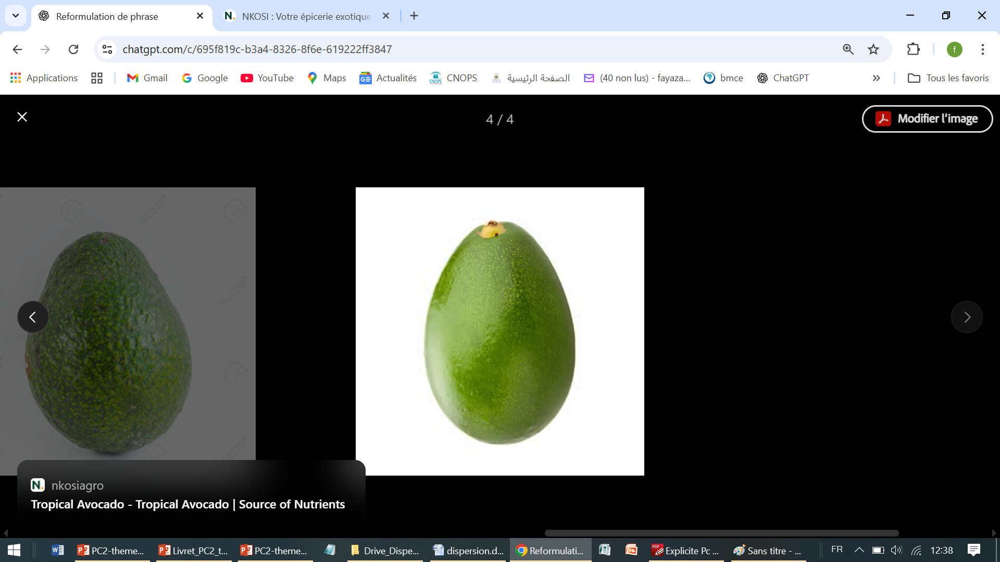 Reformulation de phrase
NKOSI : Votre épicerie exotique
chatgpt.com/c/695f819c-b3a4-8326-8f6e-619222ff3847
f
Applications
Gmail
Google
YouTube
Maps
Actualités
CNOPS
الصفحة الرئيسية
(40 non lus) - fayaza...
bmce
ChatGPT
Tous les favoris
4 / 4
Modifier l'image
N. nkosiagro
Tropical Avocado - Tropical Avocado | Source of Nutrients
PC2-theme...
Livret_PC2_t...
PC2-theme...
Drive_Dispe...
dispersion.d...
Reformulati...
Explicite Pc ...
Sans titre - ...
FR
12:38